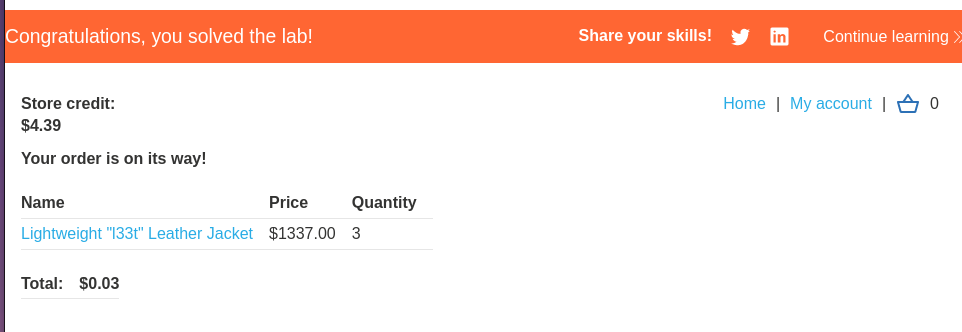 Congratulations, you solved the lab!
Share your skills!
Continue learning
Store credit:
$4.39
Home | My account | 0
Your order is on its way!
Name Price Quantity
Lightweight "l33t" Leather Jacket $1337.00 3
Total: $0.03